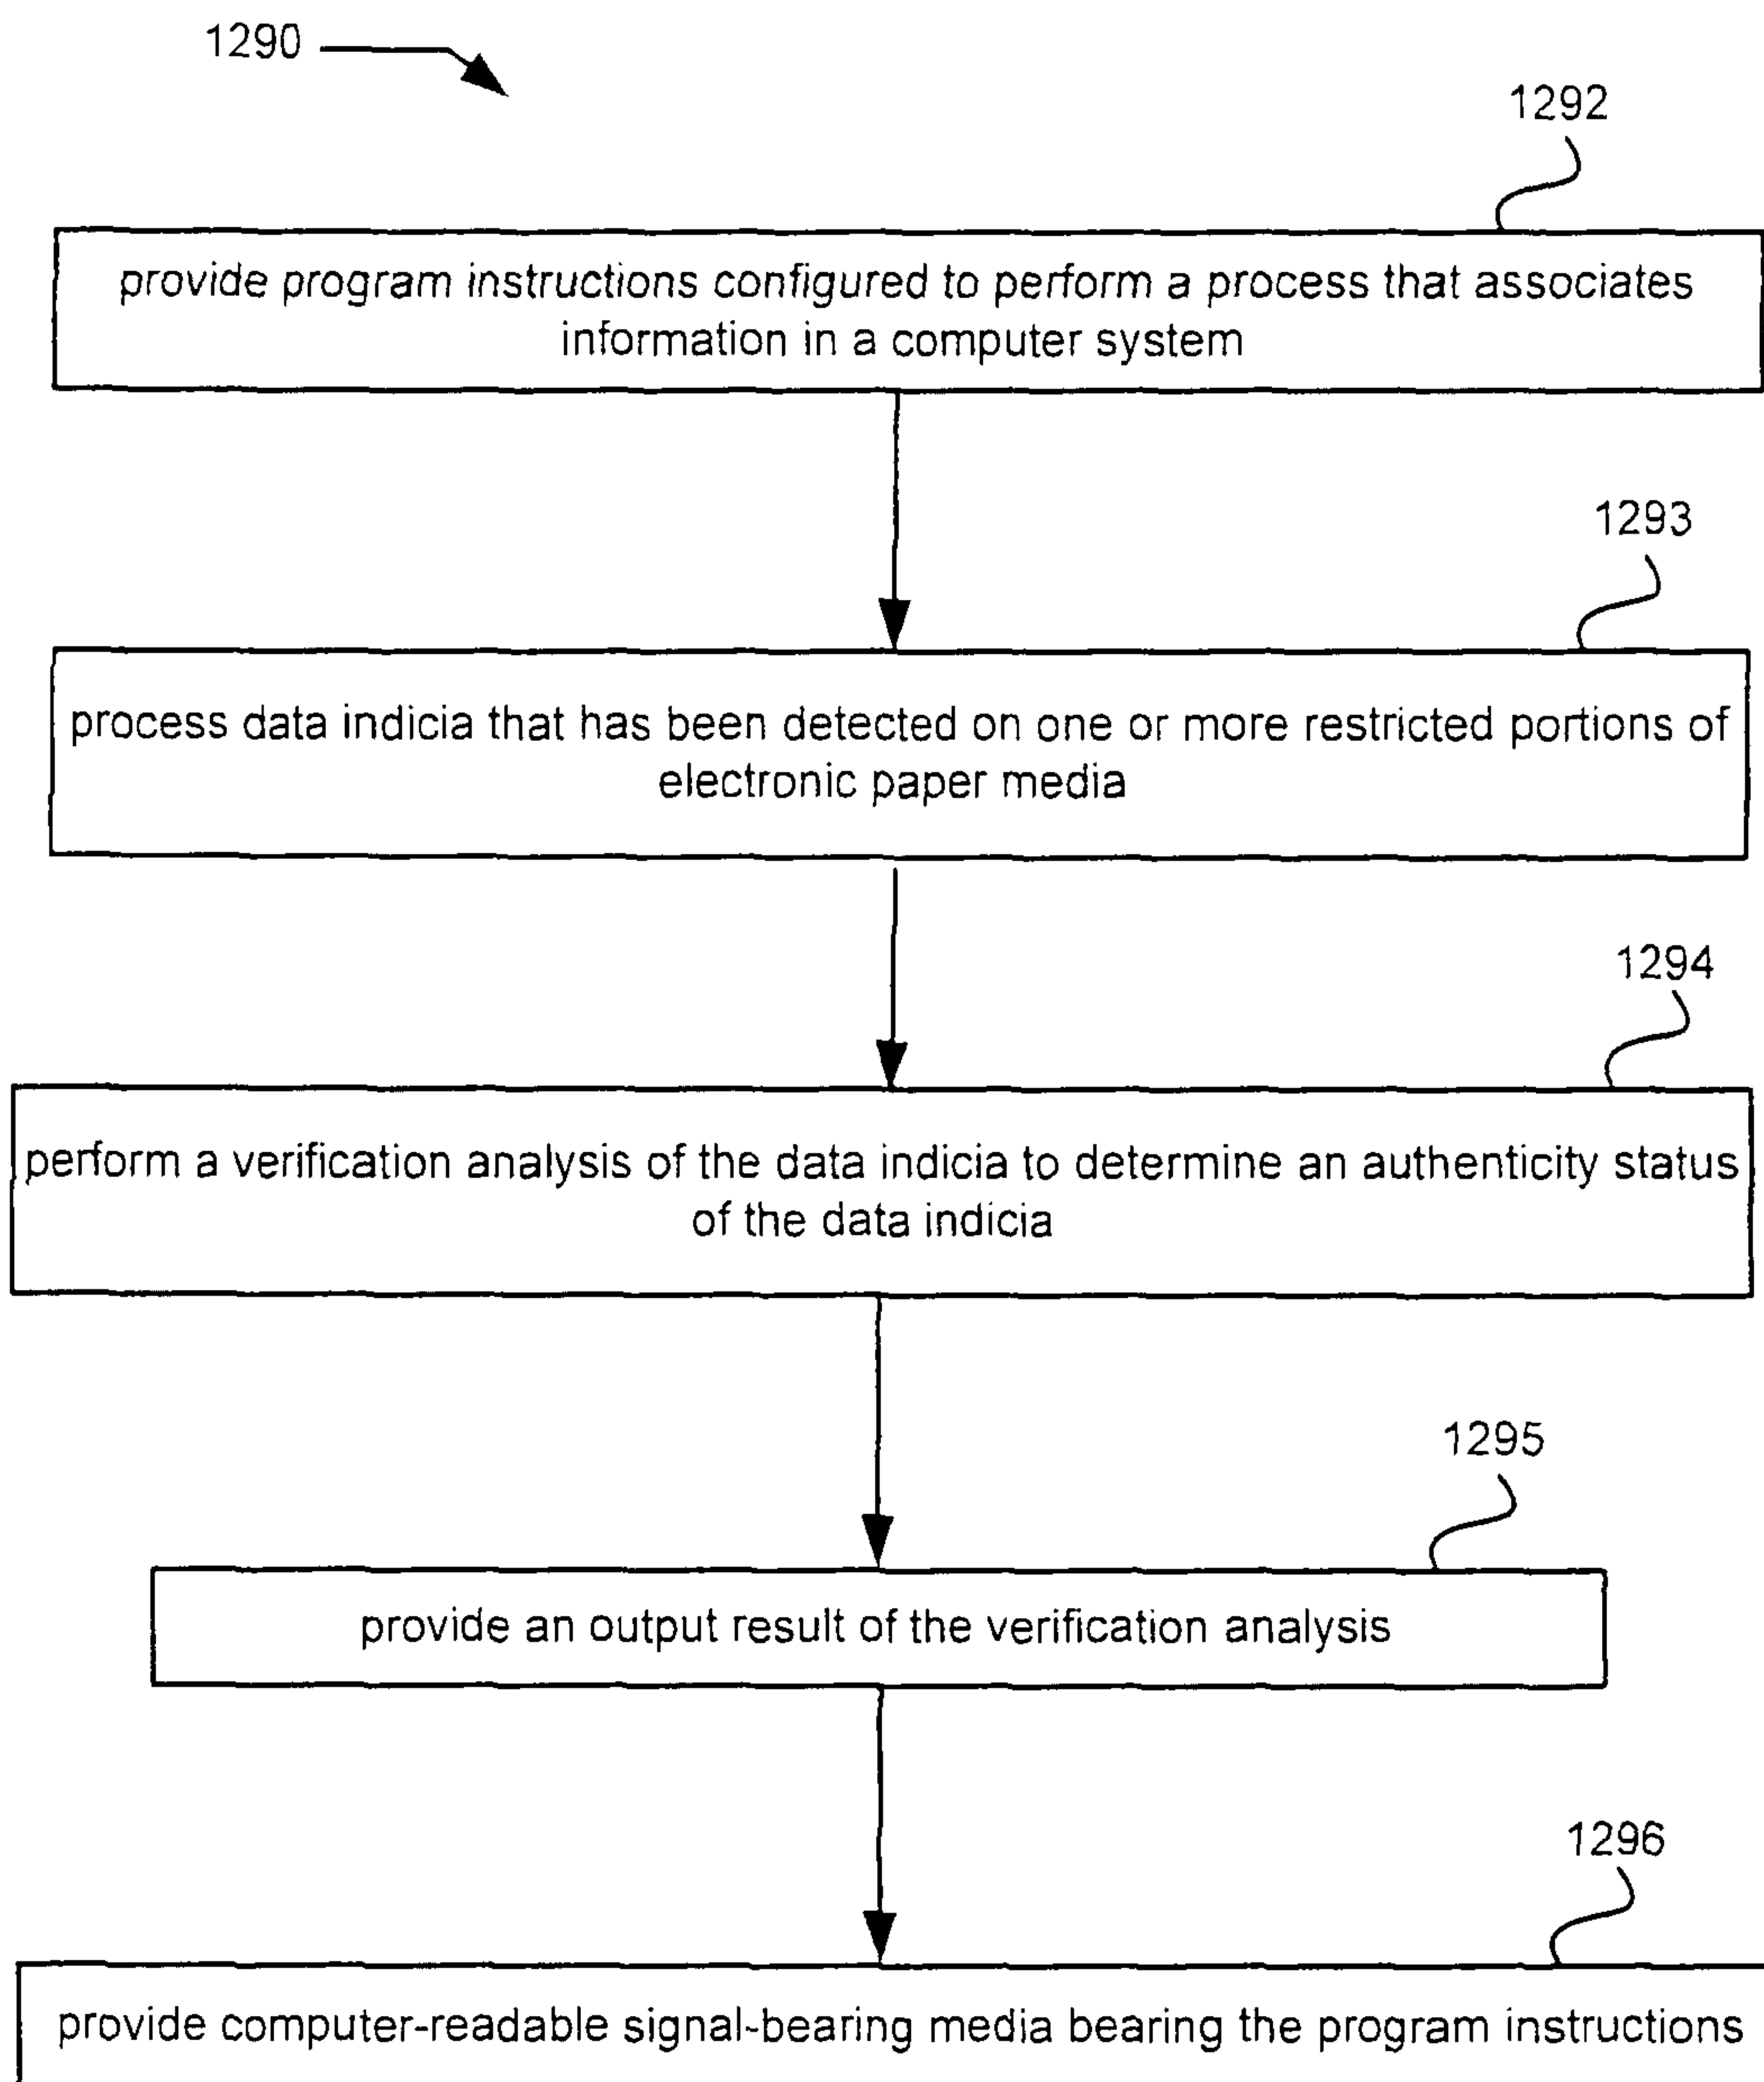 1290
1292
provide program instructions configured to perform a process that associates
information in a computer system
1293
process data indicia that has been detected on one or more restricted portions of
electronic paper media
1294
perform a verification analysis of the data indicia to determine an authenticity status
of the data indicia
1295
provide an output result of the verification analysis
1296
provide computer-readable signal-bearing media bearing the program instructions